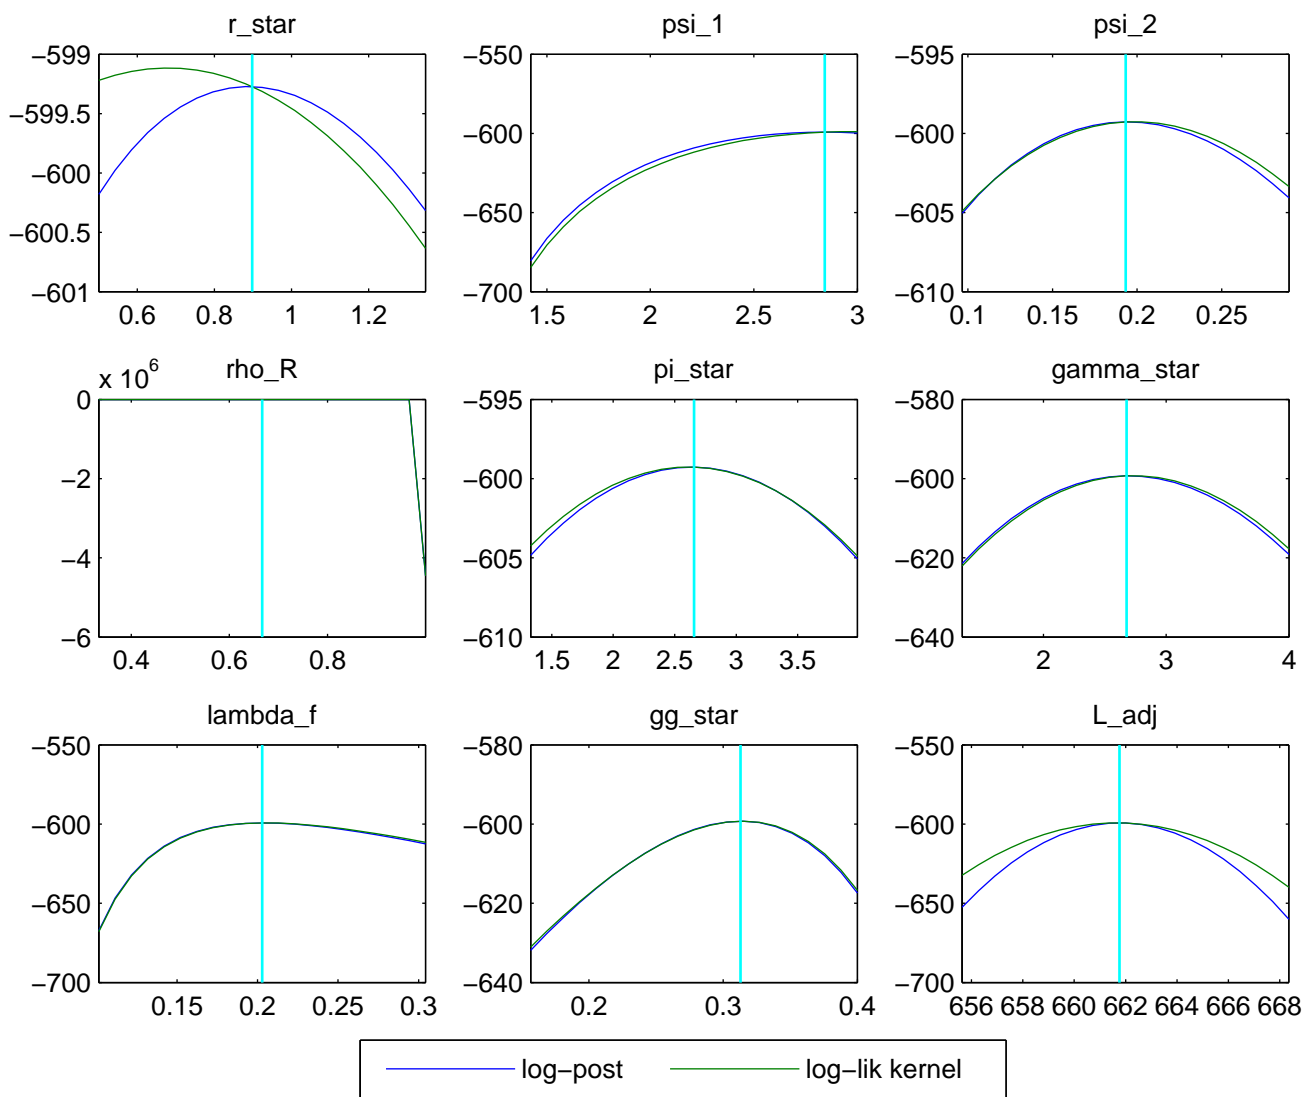 r_star
psi_1
psi_2
−599
−599.5
−600
−600.5
−601
0.6 0.8 1 1.2
−550
−600
−650
−700
1.5 2 2.5 3
−595
−600
−605
−610
0.1 0.15 0.2 0.25
rho_R
pi_star
gamma_star
x 10^6
0
−2
−4
−6
0.4 0.6 0.8
−595
−600
−605
−610
1.5 2 2.5 3 3.5
−580
−600
−620
−640
2 3 4
lambda_f
gg_star
L_adj
−550
−600
−650
−700
0.15 0.2 0.25 0.3
−580
−600
−620
−640
0.2 0.3 0.4
−550
−600
−650
−700
656 658 660 662 664 666 668
log−post log−lik kernel